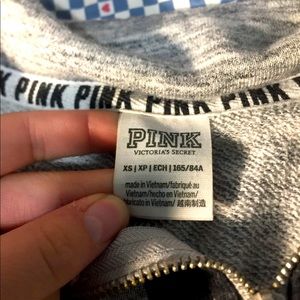 PINK PINK PINK PINK PINK
PINK
VICTORIA'S SECRET
XS | XP | ECH | 165/84A
made in Vietnam/fabriqué au
Vietnam/hecho en Vietnam/
fabricato in Vietnam/越南制造